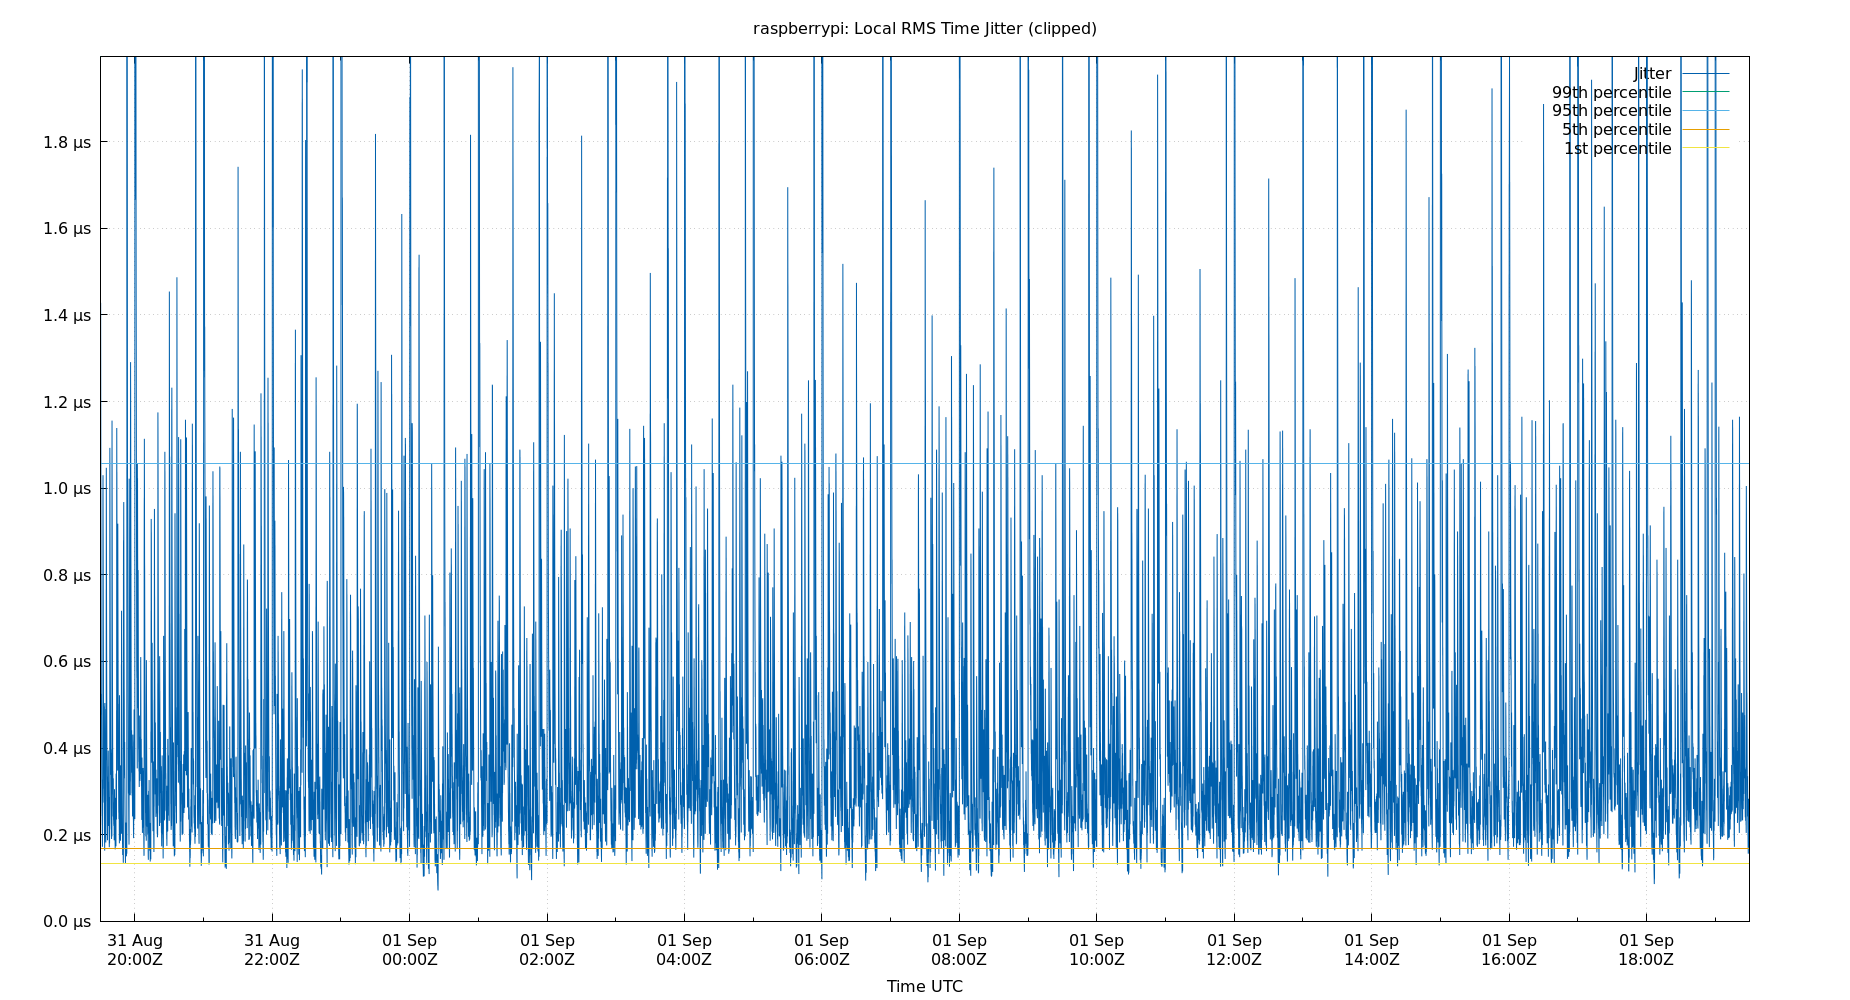 raspberrypi: Local RMS Time Jitter (clipped)
Jitter
99th percentile
95th percentile
5th percentile
1st percentile
1.8 µs
1.6 µs
1.4 µs
1.2 µs
1.0 µs
0.8 µs
0.6 µs
0.4 µs
0.2 µs
0.0 µs
31 Aug 31 Aug 01 Sep 01 Sep 01 Sep 01 Sep 01 Sep 01 Sep 01 Sep 01 Sep 01 Sep 01 Sep
20:00Z 22:00Z 00:00Z 02:00Z 04:00Z 06:00Z 08:00Z 10:00Z 12:00Z 14:00Z 16:00Z 18:00Z
Time UTC